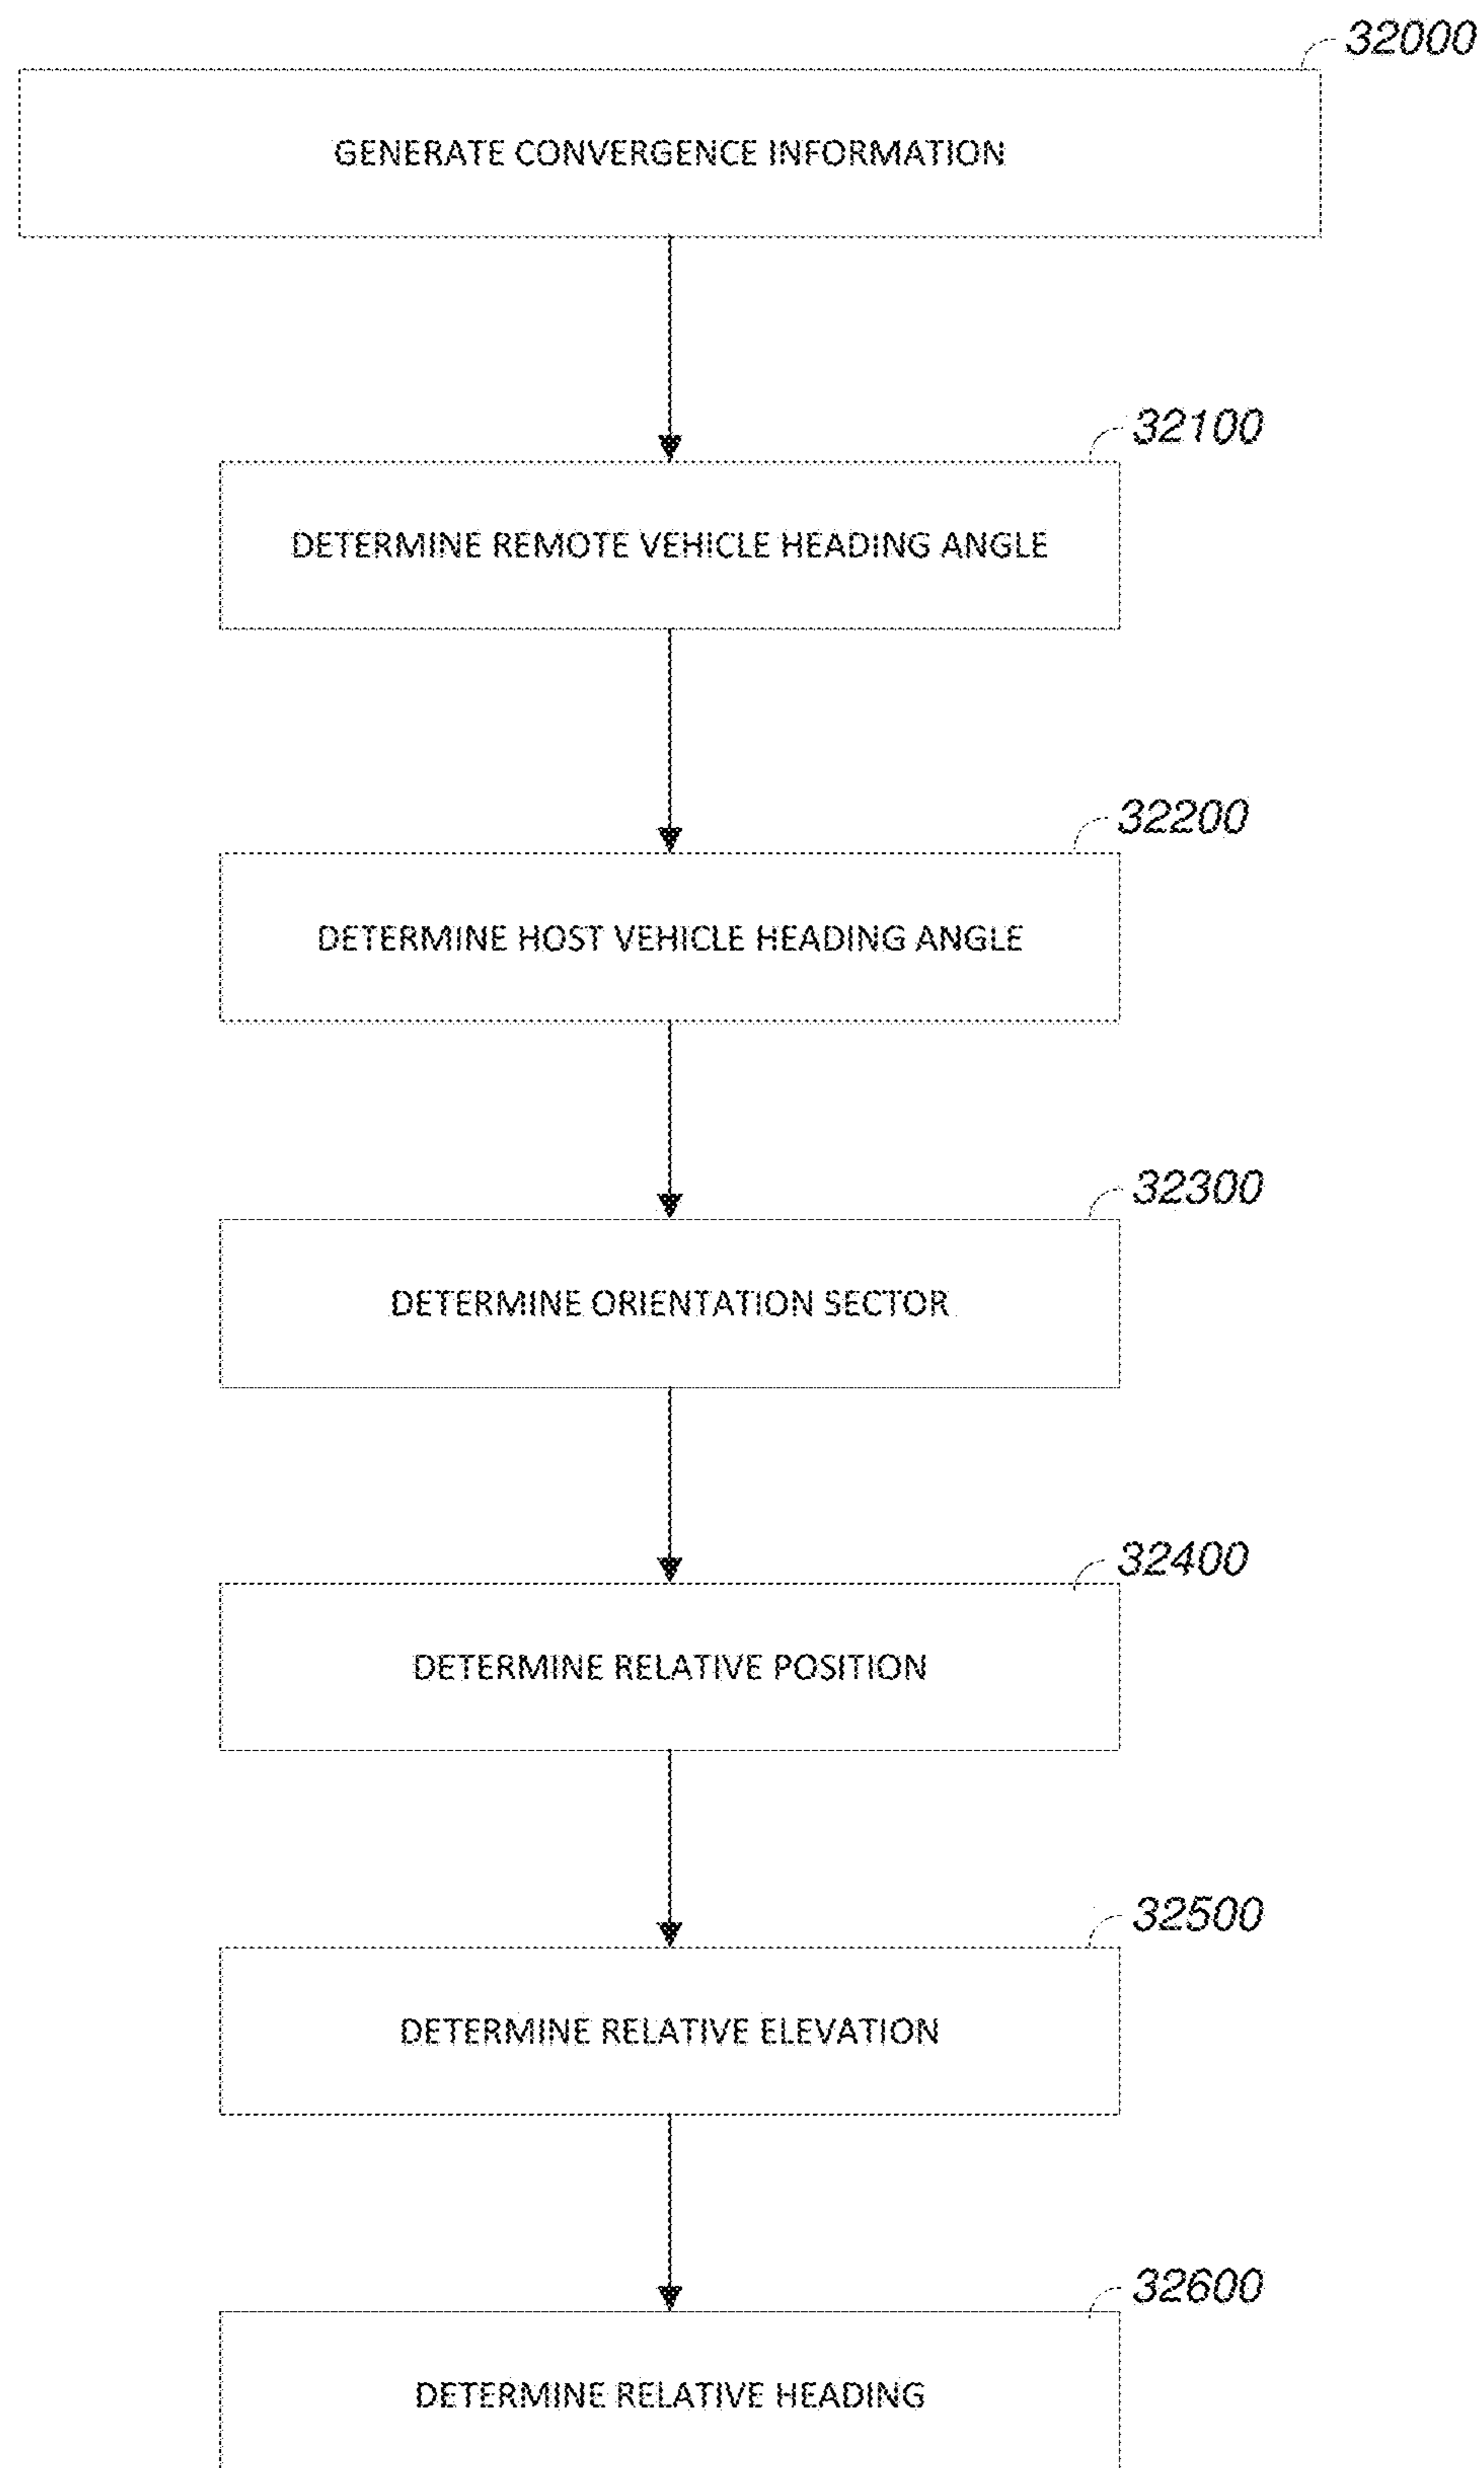 32000
GENERATE CONVERGENCE INFORMATION
32100
DETERMINE REMOTE VEHICLE HEADING ANGLE
32200
DETERMINE HOST VEHICLE HEADING ANGLE
32300
DETERMINE ORIENTATION SECTOR
32400
DETERMINE RELATIVE POSITION
32500
DETERMINE RELATIVE ELEVATION
32600
DETERMINE RELATIVE HEADING